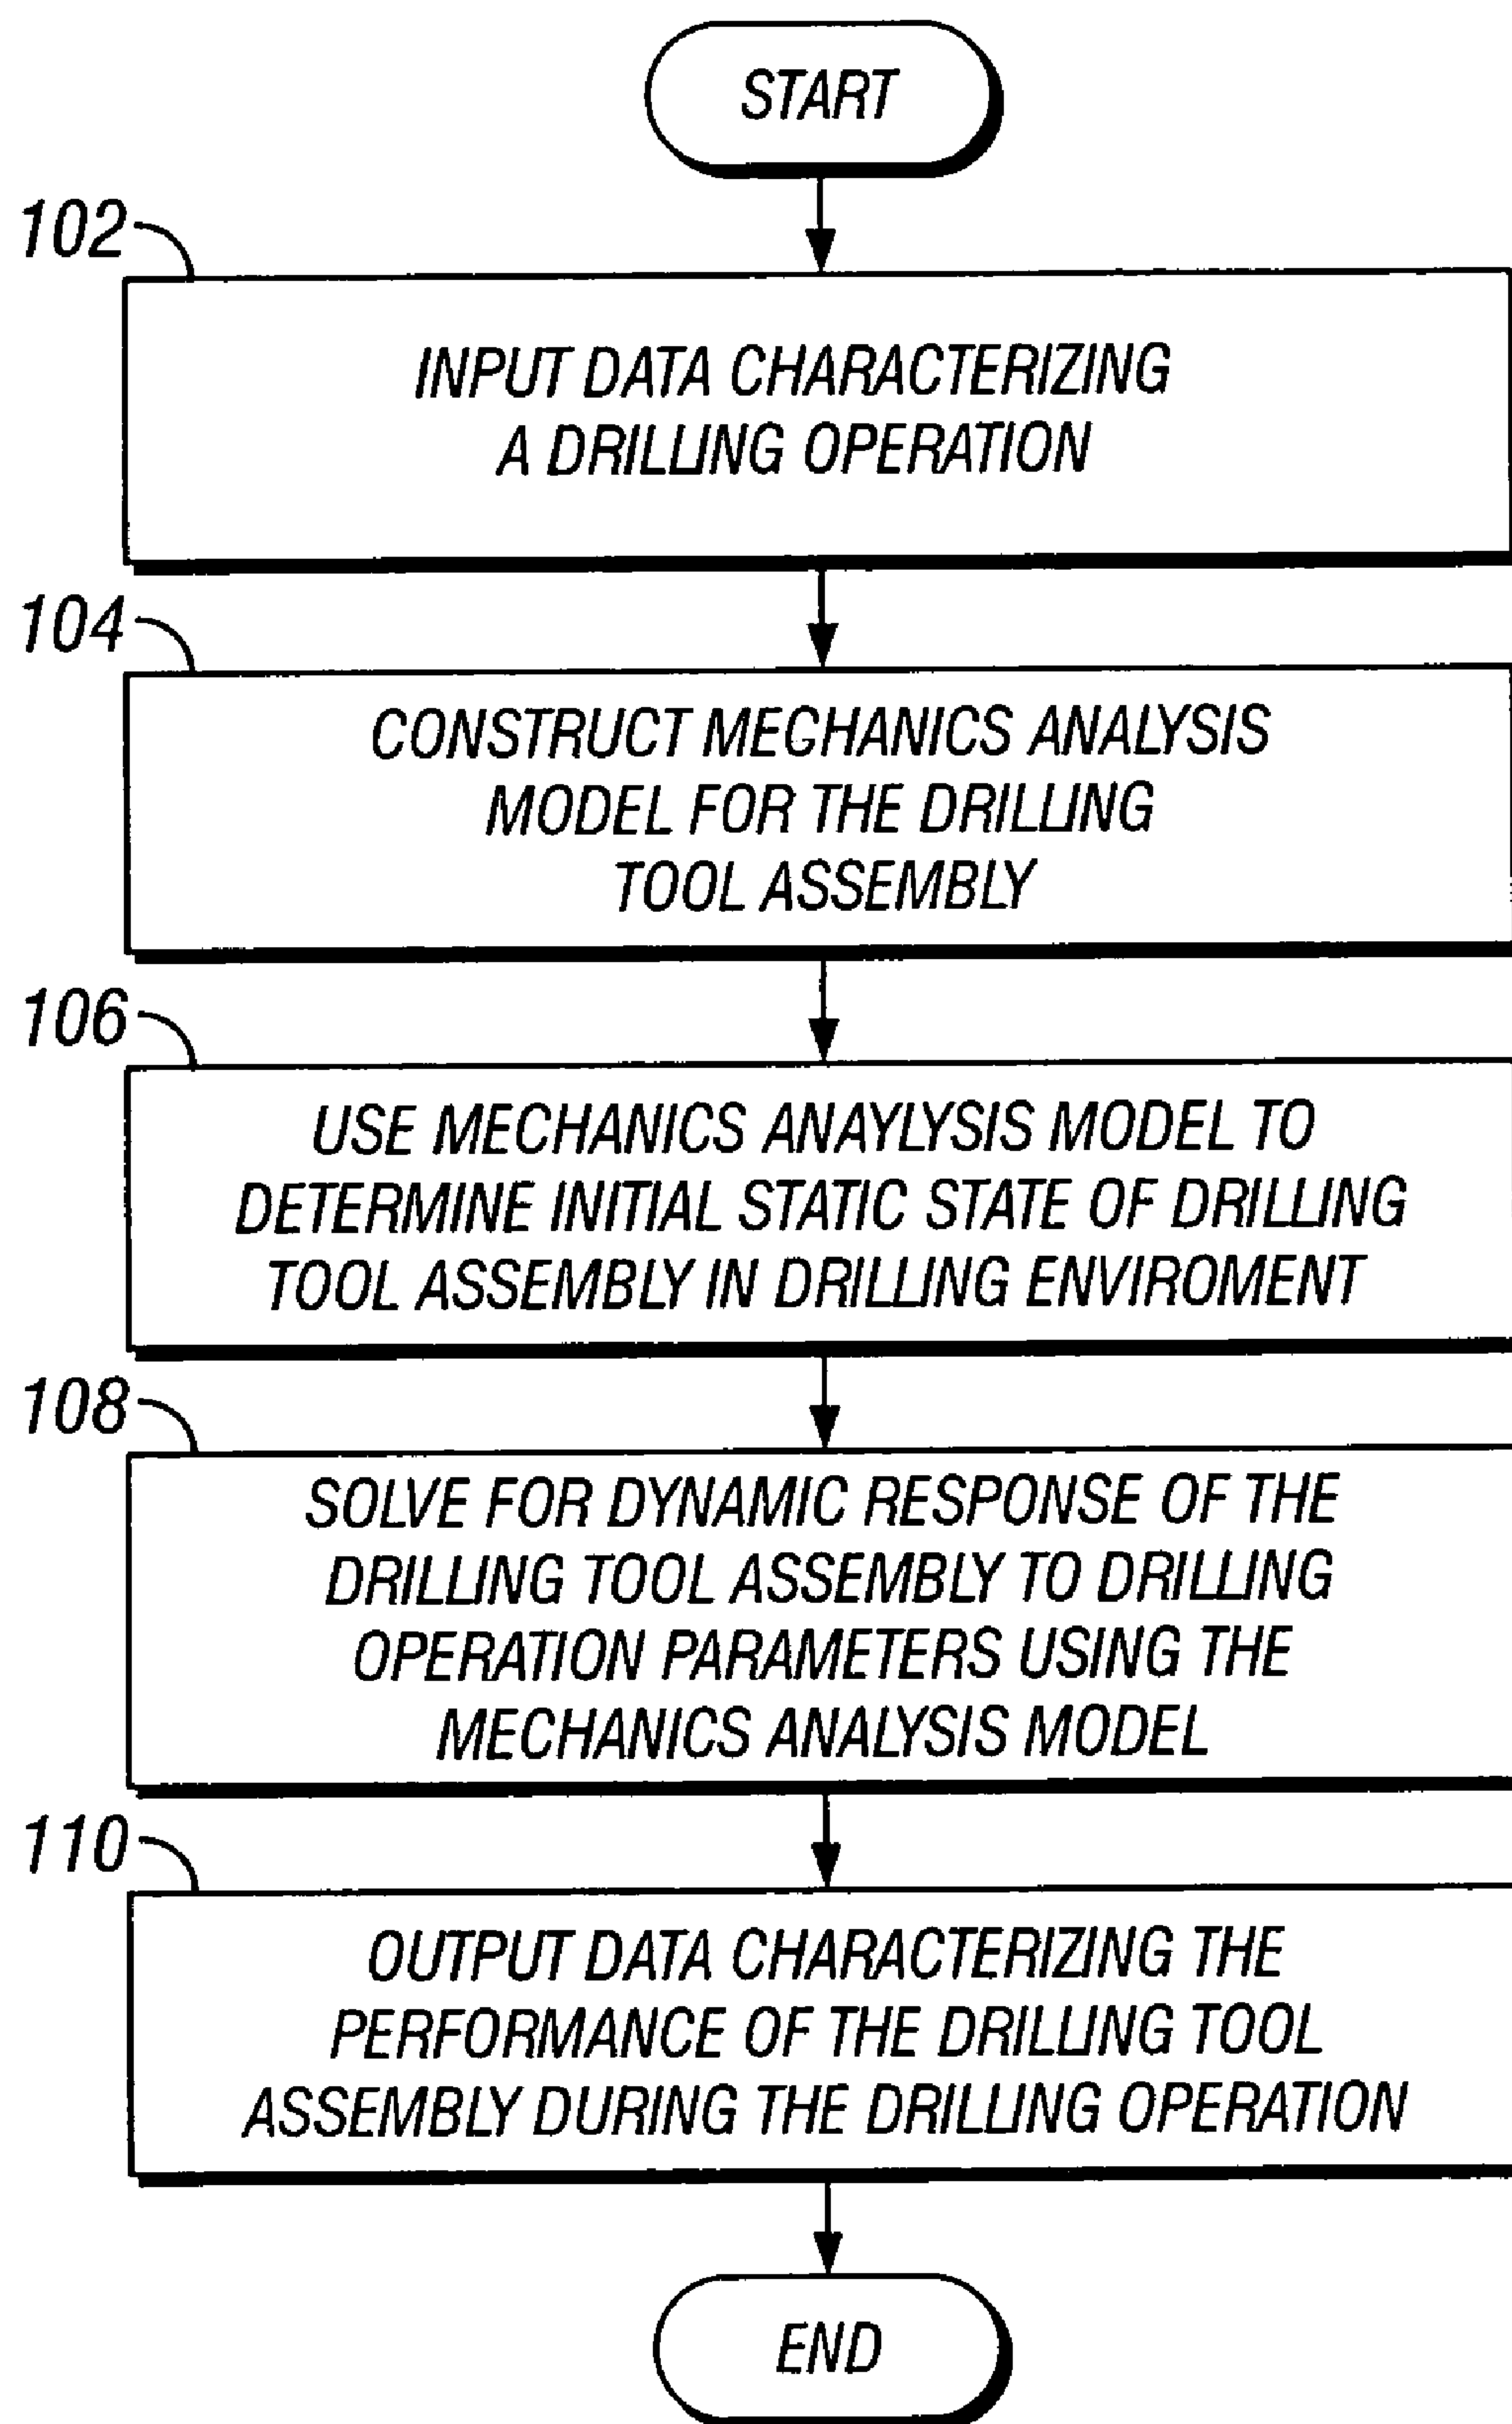 START
102
INPUT DATA CHARACTERIZING
A DRILLING OPERATION
104
CONSTRUCT MECHANICS ANALYSIS
MODEL FOR THE DRILLING
TOOL ASSEMBLY
106
USE MECHANICS ANAYLYSIS MODEL TO
DETERMINE INITIAL STATIC STATE OF DRILLING
TOOL ASSEMBLY IN DRILLING ENVIROMENT
108
SOLVE FOR DYNAMIC RESPONSE OF THE
DRILLING TOOL ASSEMBLY TO DRILLING
OPERATION PARAMETERS USING THE
MECHANICS ANALYSIS MODEL
110
OUTPUT DATA CHARACTERIZING THE
PERFORMANCE OF THE DRILLING TOOL
ASSEMBLY DURING THE DRILLING OPERATION
END